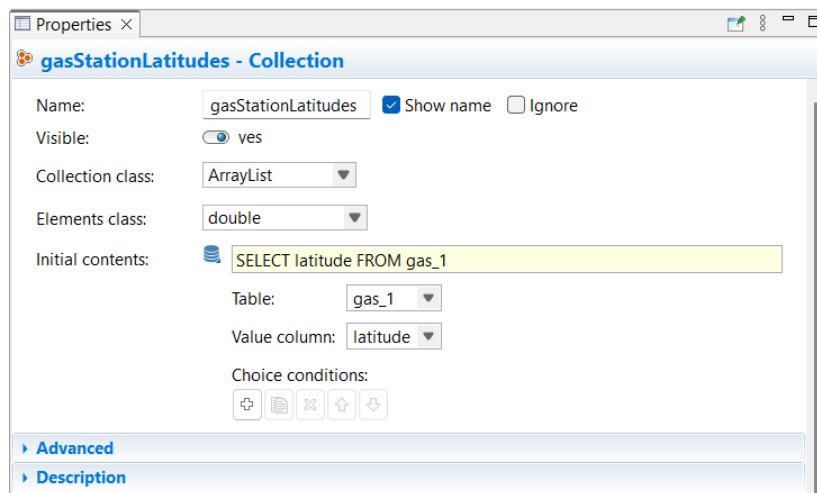 Properties
gasStationLatitudes - Collection
Name: gasStationLatitudes Show name Ignore
Visible: yes
Collection class: ArrayList
Elements class: double
Initial contents: SELECT latitude FROM gas_1
Table: gas_1
Value column: latitude
Choice conditions:
Advanced
Description